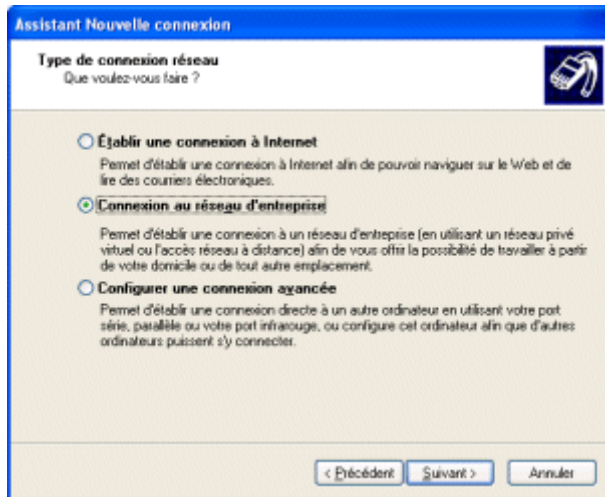 Assistant Nouvelle connexion
Type de connexion réseau
Que voulez-vous faire ?
Établir une connexion à Internet
Permet d'établir une connexion à Internet afin de pouvoir naviguer sur le Web et de
lire des courriers électroniques.
Connexion au réseau d'entreprise
Permet d'établir une connexion à un réseau d'entreprise (en utilisant un réseau privé
virtuel ou l'accès réseau à distance) afin de vous offrir la possibilité de travailler à partir
de votre domicile ou de tout autre emplacement.
Configurer une connexion avancée
Permet d'établir une connexion directe à un autre ordinateur en utilisant votre port
série, parallèle ou votre port infrarouge, ou configure cet ordinateur afin que d'autres
ordinateurs puissent s'y connecter.
< Précédent Suivant > Annuler